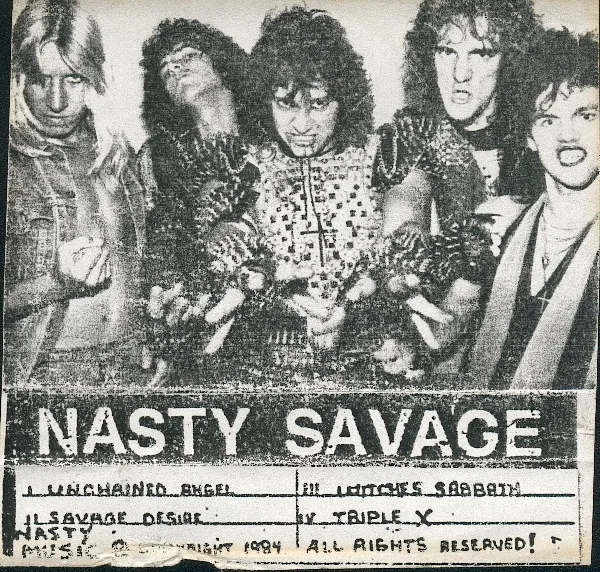 NASTY SAVAGE
I UNCHAINED ANGEL
III WITCHES SABBATH
II SAVAGE DESIRE
IV TRIPLE X
NASTY
MUSIC © COPYRIGHT 1984 ALL RIGHTS RESERVED!